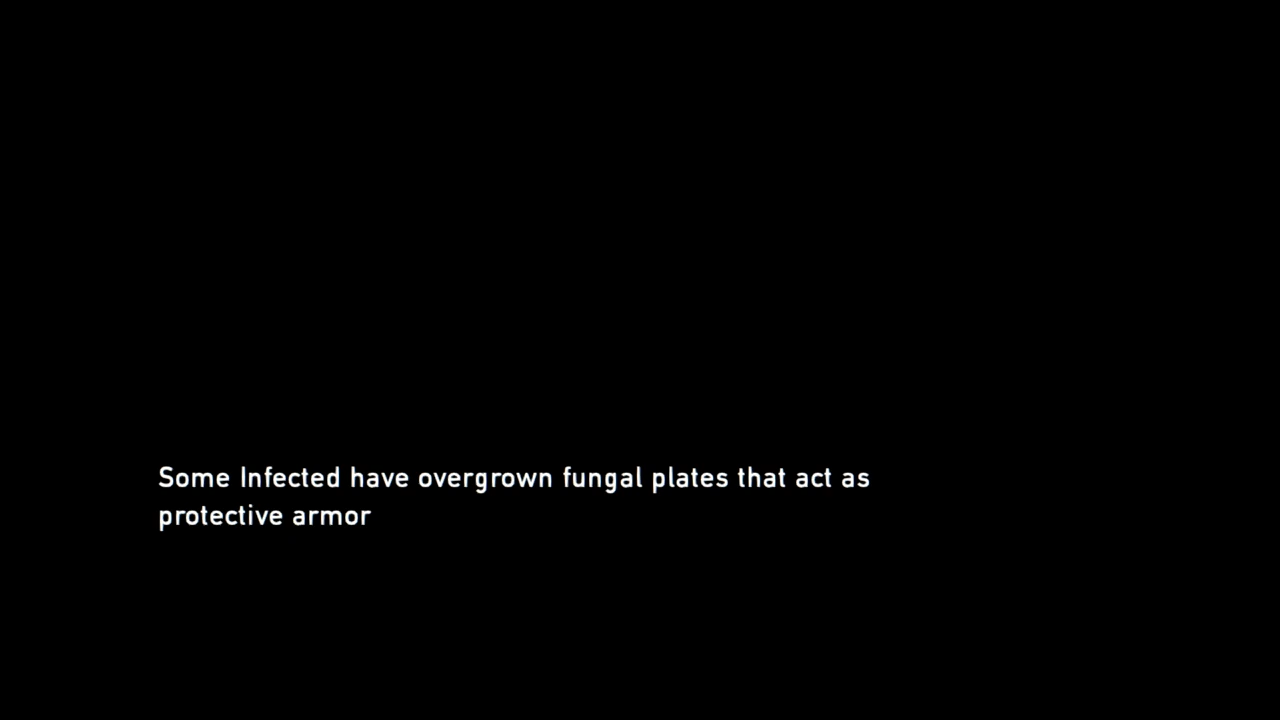 Some Infected have overgrown fungal plates that act as
protective armor